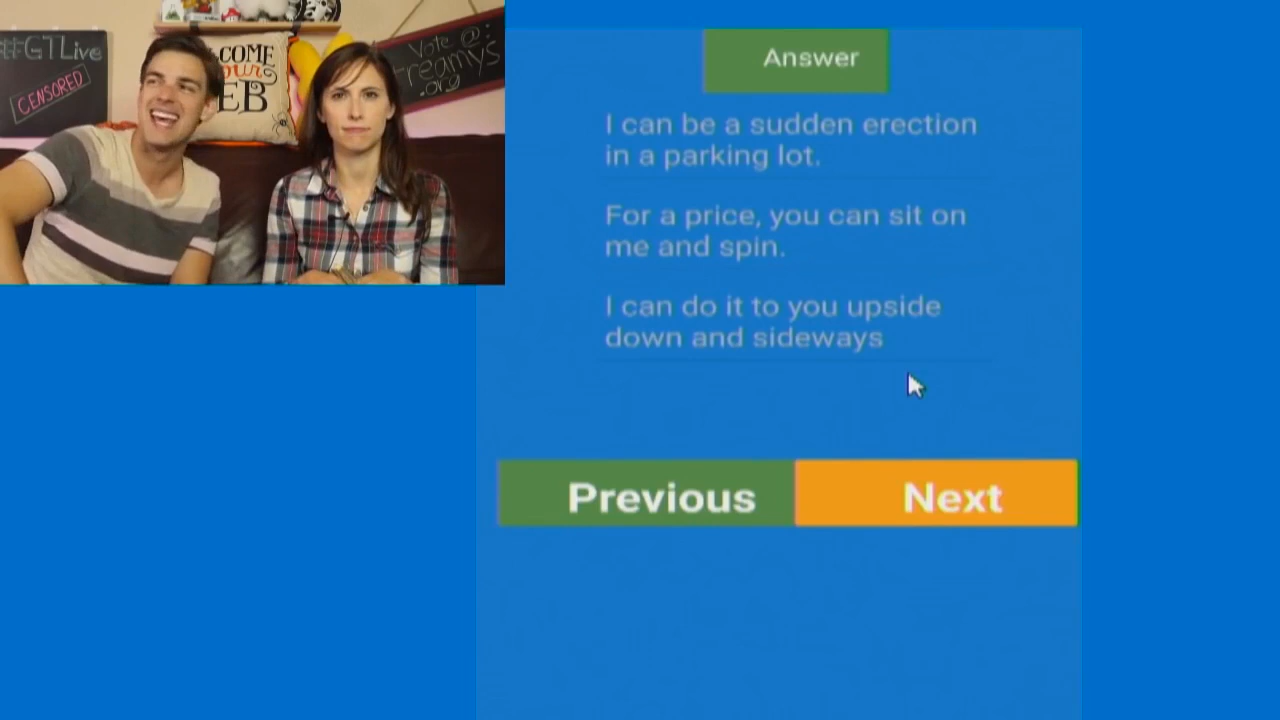 #GTLive
CENSORED
COME
our
EB
Vote @:
.org
Answer
I can be a sudden erection
in a parking lot.
For a price, you can sit on
me and spin.
I can do it to you upside
down and sideways
Previous
Next